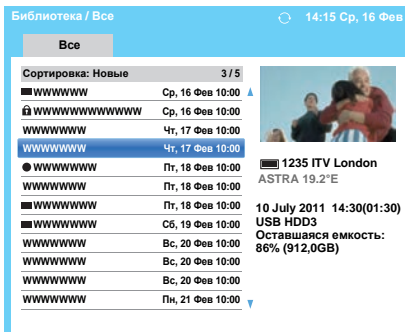 Библиотека / Все
14:15 Ср, 16 Фев
Все
Сортировка: Новые 3 / 5
WWWWWW Ср, 16 Фев 10:00
WWWWWWWWWWWW Ср, 16 Фев 10:00
WWWWWWW Чт, 17 Фев 10:00
WWWWWWW Чт, 17 Фев 10:00
WWWWWWW Пт, 18 Фев 10:00
WWWWWWW Пт, 18 Фев 10:00
WWWWWW Пт, 18 Фев 10:00
WWWWWW Сб, 19 Фев 10:00
WWWWWWW Вс, 20 Фев 10:00
WWWWWWW Вс, 20 Фев 10:00
WWWWWWW Вс, 20 Фев 10:00
WWWWWWW Пн, 21 Фев 10:00
1235 ITV London
ASTRA 19.2°E
10 July 2011 14:30(01:30)
USB HDD3
Оставшаяся емкость:
86% (912,0GB)